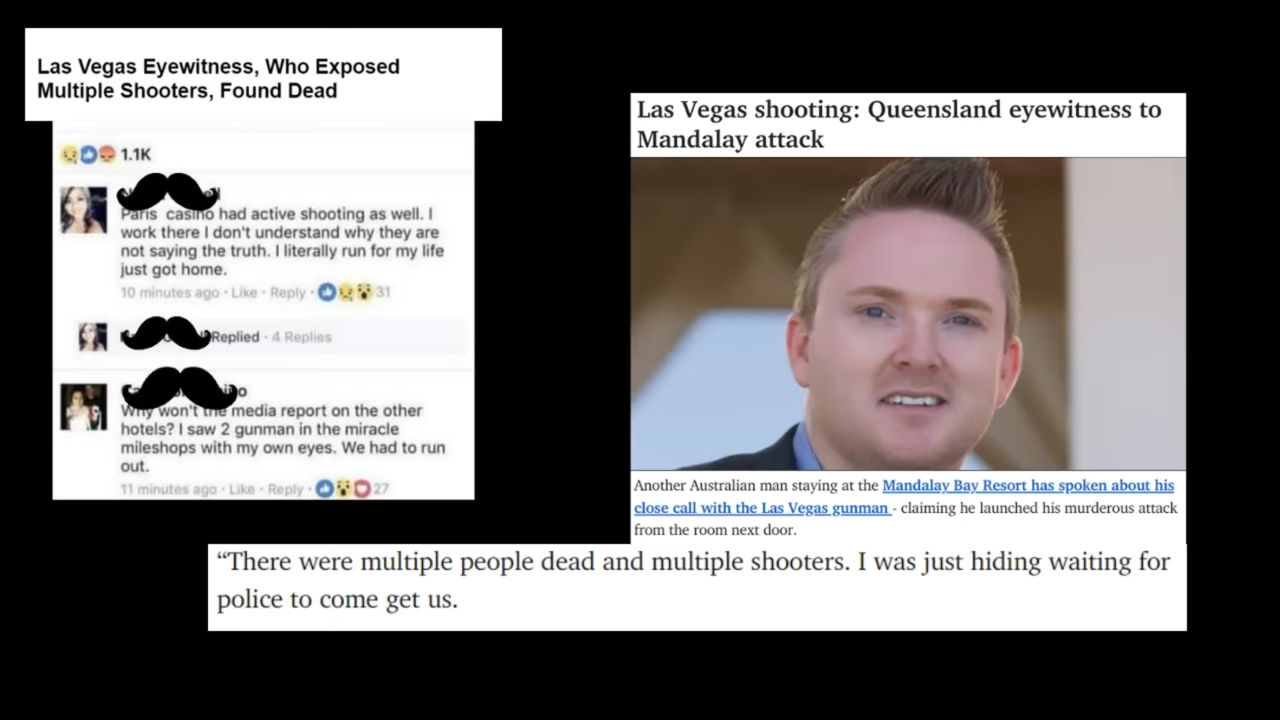 Las Vegas Eyewitness, Who Exposed
Multiple Shooters, Found Dead
1.1K
Paris casino had active shooting as well. I
work there I don't understand why they are
not saying the truth. I literally run for my life
just got home.
10 minutes ago · Like · Reply · 31
Replied · 4 Replies
Why won't the media report on the other
hotels? I saw 2 gunman in the miracle
mileshops with my own eyes. We had to run
out.
11 minutes ago · Like · Reply · 27
Las Vegas shooting: Queensland eyewitness to
Mandalay attack
Another Australian man staying at the Mandalay Bay Resort has spoken about his
close call with the Las Vegas gunman - claiming he launched his murderous attack
from the room next door.
“There were multiple people dead and multiple shooters. I was just hiding waiting for
police to come get us.